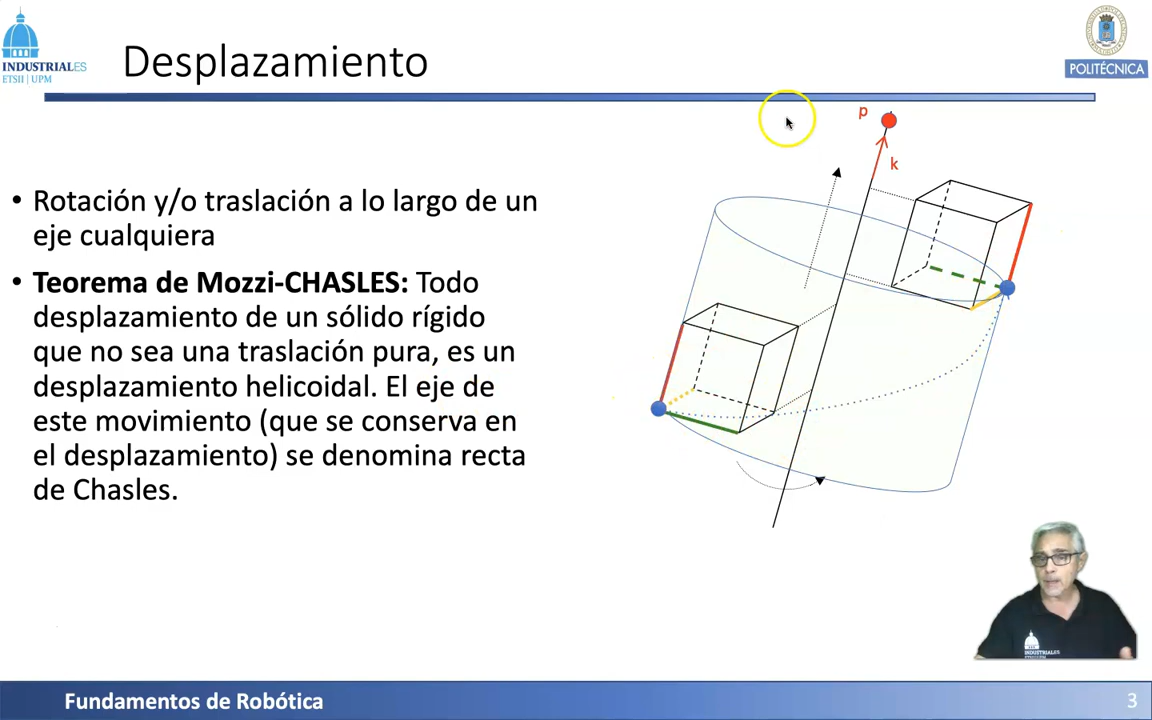 INDUSTRIALES
ETSII | UPM
Desplazamiento
POLITÉCNICA
p
k
• Rotación y/o traslación a lo largo de un
eje cualquiera
• Teorema de Mozzi-CHASLES: Todo
desplazamiento de un sólido rígido
que no sea una traslación pura, es un
desplazamiento helicoidal. El eje de
este movimiento (que se conserva en
el desplazamiento) se denomina recta
de Chasles.
INDUSTRIALES
Fundamentos de Robótica
3